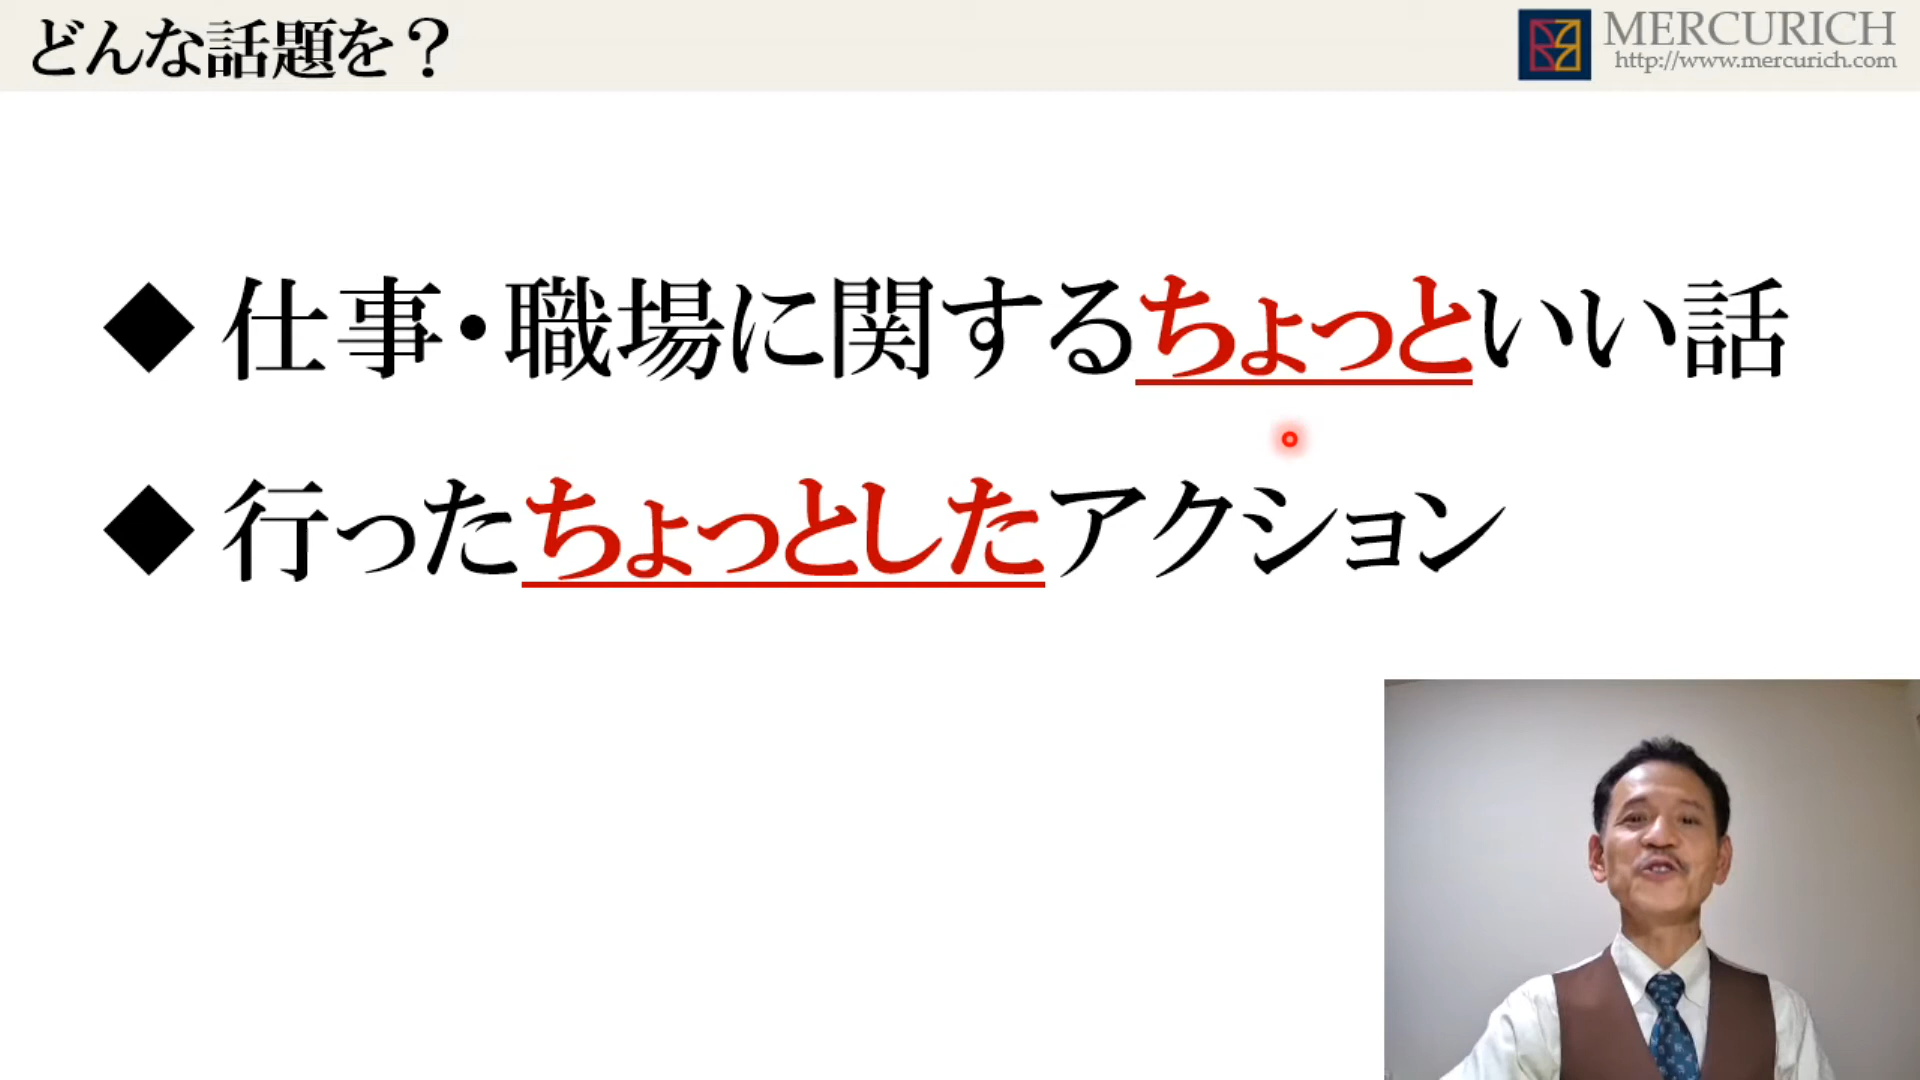 どんな話題を？
MERCURICH
http://www.mercurich.com
◆ 仕事・職場に関するちょっといい話
◆ 行ったちょっとしたアクション